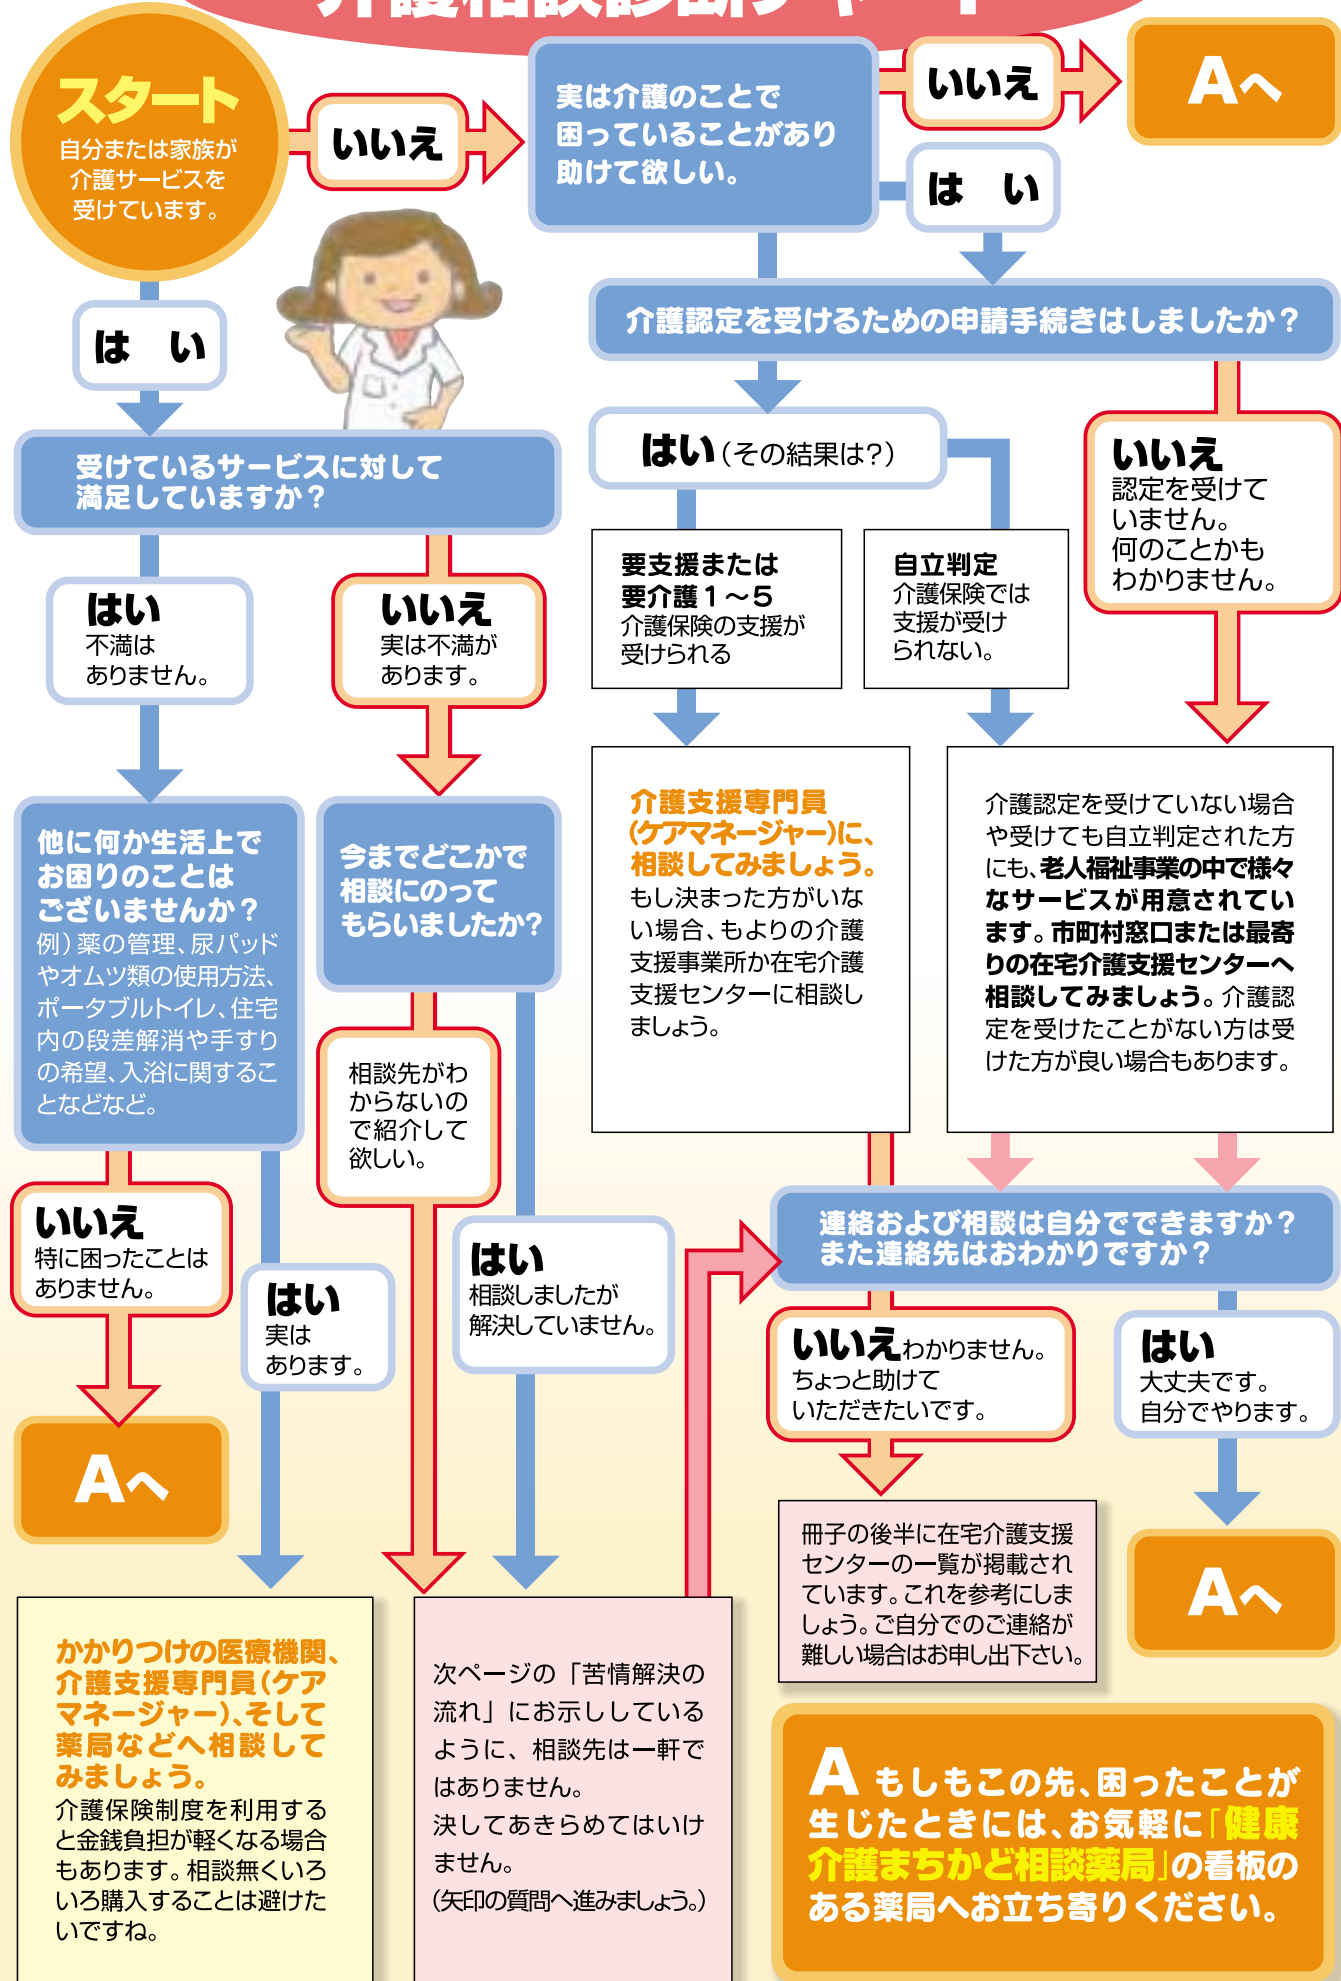 介護相談診断チャート
スタート
自分または家族が
介護サービスを
受けています。
いいえ
実は介護のことで
困っていることがあり
助けて欲しい。
いいえ
Aへ
は い
は い
介護認定を受けるための申請手続きはしましたか？
はい（その結果は？）
いいえ
認定を受けて
いません。
何のことかも
わかりません。
受けているサービスに対して
満足していますか？
はい
不満は
ありません。
いいえ
実は不満が
あります。
要支援または
要介護１～５
介護保険の支援が
受けられる
自立判定
介護保険では
支援が受け
られない。
他に何か生活上で
お困りのことは
ございませんか？
例）薬の管理、尿パッド
やオムツ類の使用方法、
ポータブルトイレ、住宅
内の段差解消や手すり
の希望、入浴に関するこ
となどなど。
今までどこかで
相談にのって
もらいましたか？
介護支援専門員
（ケアマネージャー）に、
相談してみましょう。
もし決まった方がいな
い場合、もよりの介護
支援事業所か在宅介護
支援センターに相談し
ましょう。
介護認定を受けていない場合
や受けても自立判定された方
にも、老人福祉事業の中で様々
なサービスが用意されてい
ます。市町村窓口または最寄
りの在宅介護支援センターへ
相談してみましょう。介護認
定を受けたことがない方は受
けた方が良い場合もあります。
相談先がわ
からないの
で紹介して
欲しい。
いいえ
特に困ったことは
ありません。
はい
実は
あります。
はい
相談しましたが
解決していません。
連絡および相談は自分でできますか？
また連絡先はおわかりですか？
いいえわかりません。
ちょっと助けて
いただきたいです。
はい
大丈夫です。
自分でやります。
Aへ
冊子の後半に在宅介護支援
センターの一覧が掲載され
ています。これを参考にしま
しょう。ご自分でのご連絡が
難しい場合はお申し出下さい。
Aへ
かかりつけの医療機関、
介護支援専門員（ケア
マネージャー）、そして
薬局などへ相談して
みましょう。
介護保険制度を利用する
と金銭負担が軽くなる場合
もあります。相談無くいろ
いろ購入することは避けた
いですね。
次ページの「苦情解決の
流れ」にお示ししている
ように、相談先は一軒で
はありません。
決してあきらめてはいけ
ません。
（矢印の質問へ進みましょう。）
A もしもこの先、困ったことが
生じたときには、お気軽に「健康
介護まちかど相談薬局」の看板の
ある薬局へお立ち寄りください。